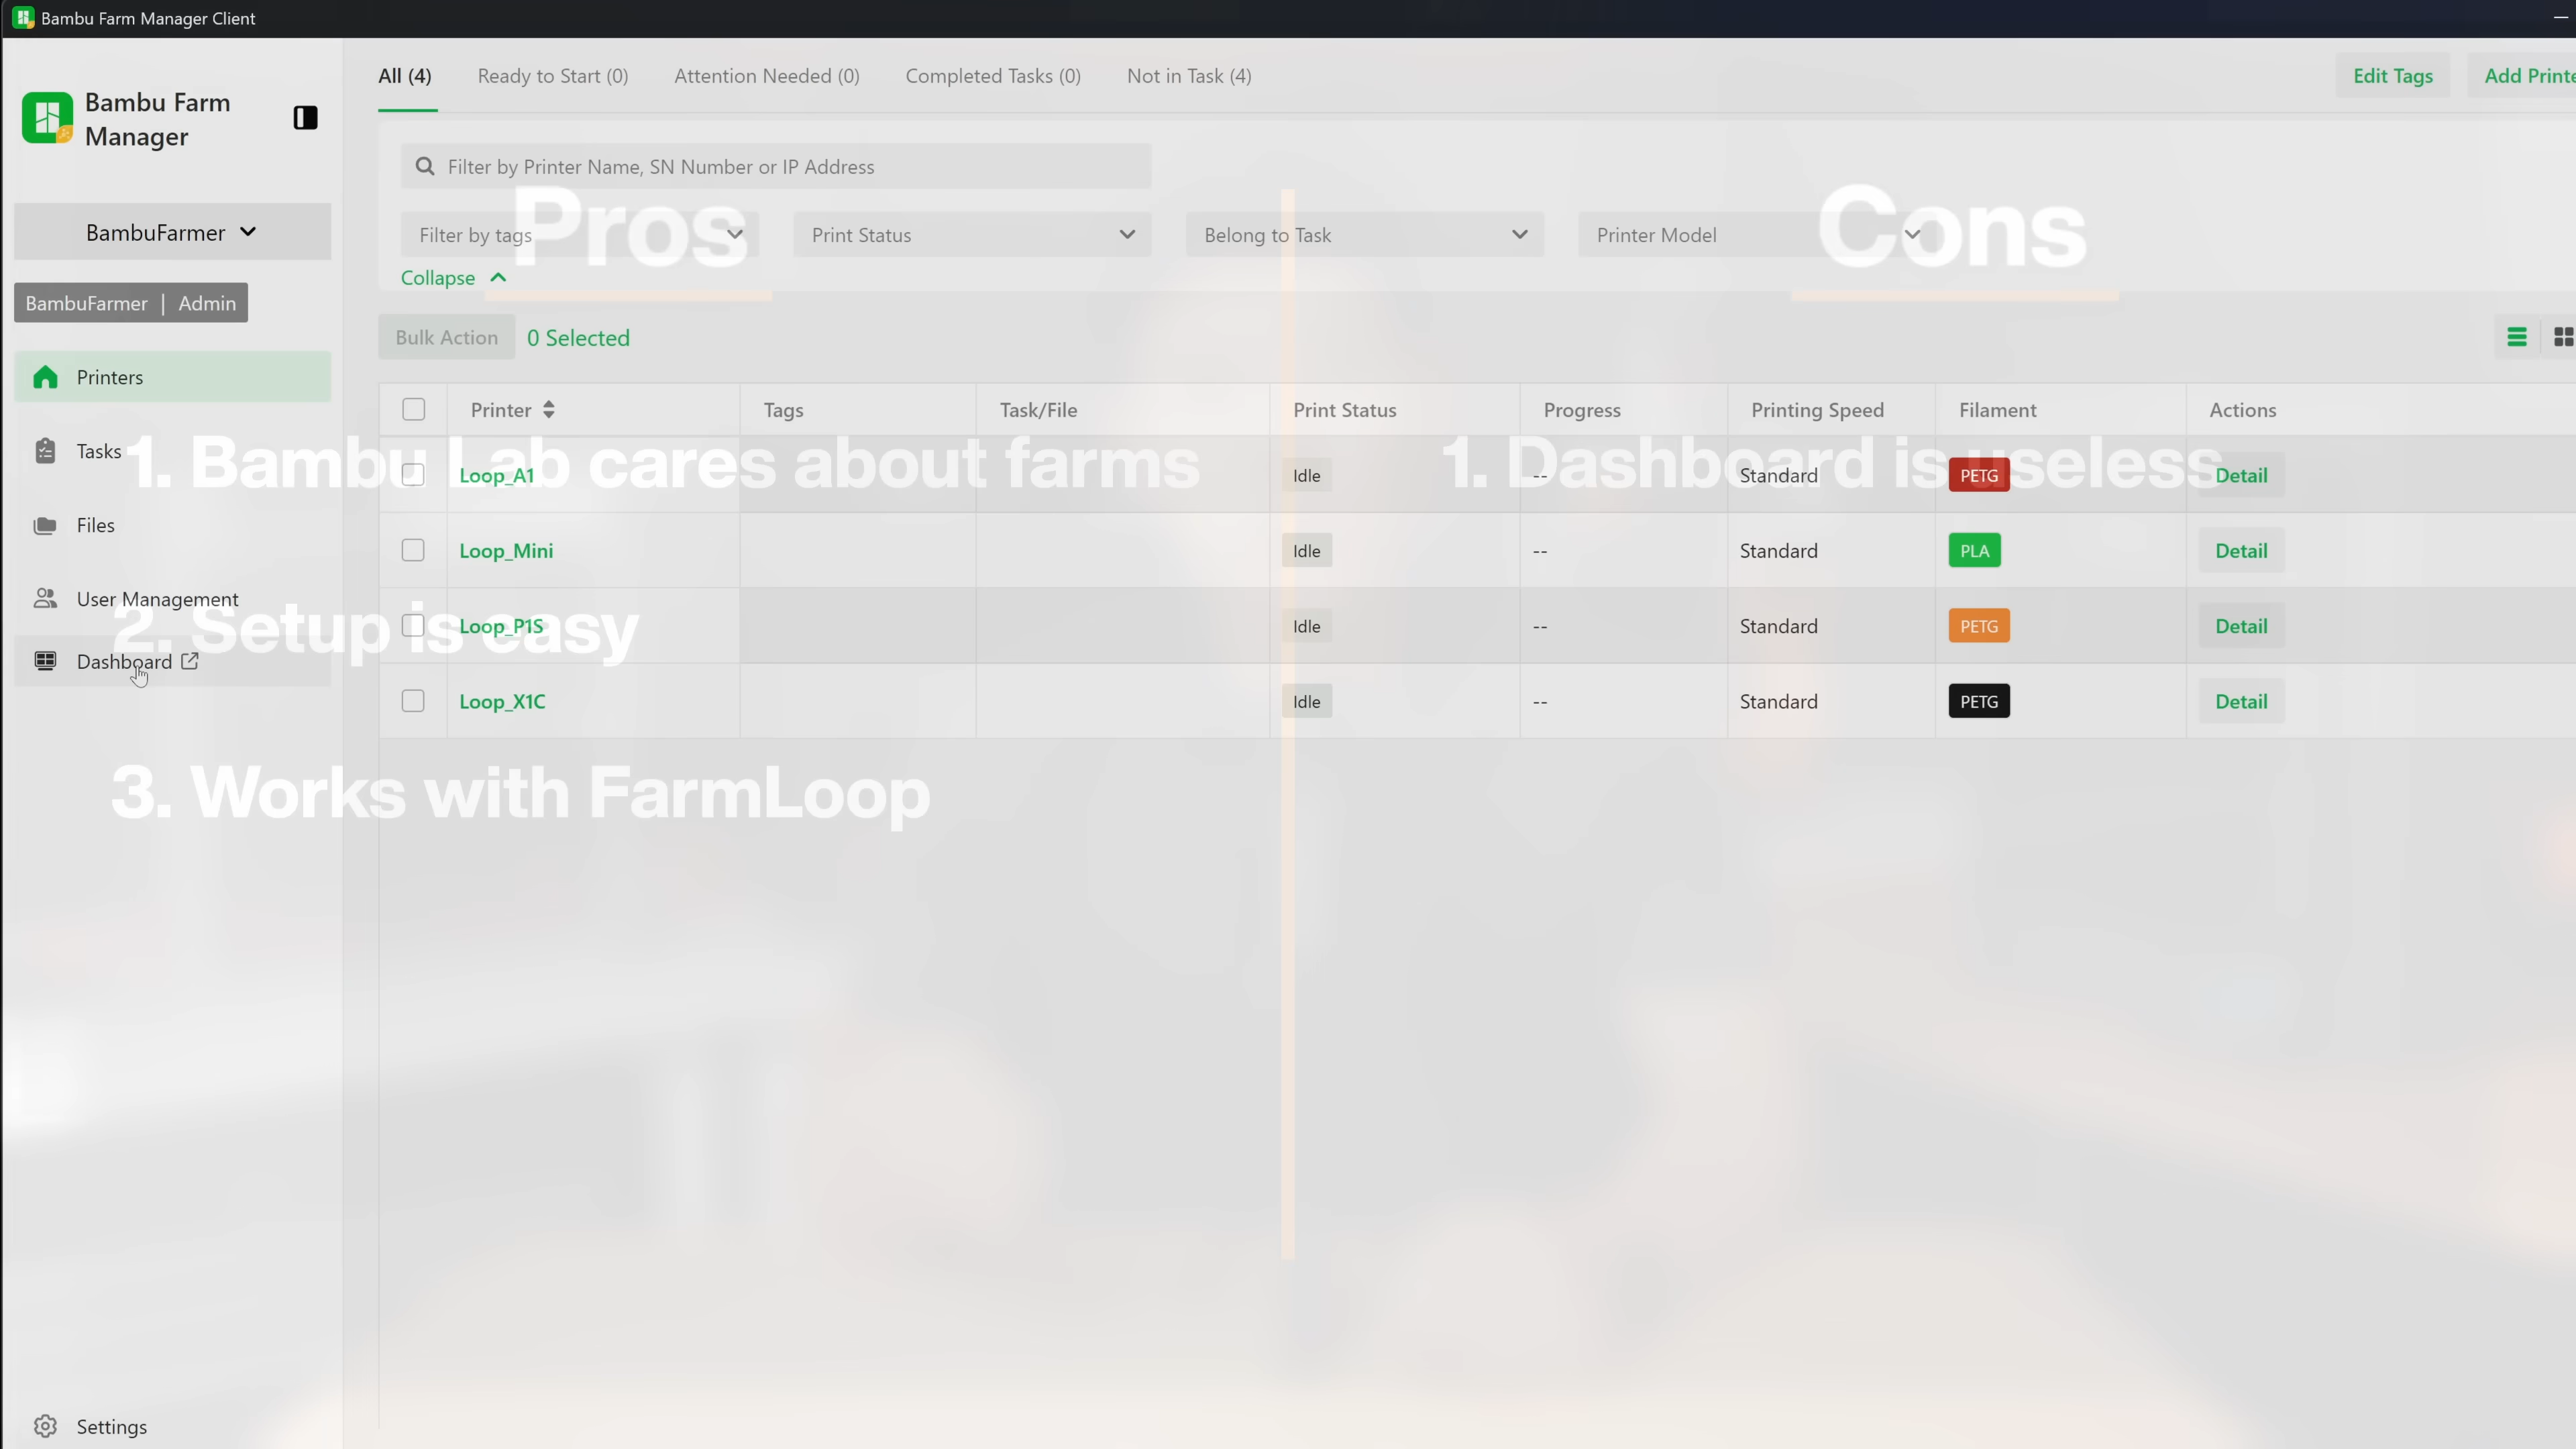 Bambu Farm Manager Client
Bambu Farm
Manager
BambuFarmer
BambuFarmer | Admin
Printers
Tasks
Files
User Management
Dashboard
Settings
All (4) Ready to Start (0) Attention Needed (0) Completed Tasks (0) Not in Task (4)
Edit Tags
Add
Filter by Printer Name, SN Number or IP Address
Filter by tags Print Status Belong to Task Printer Model
Collapse
Bulk Action 0 Selected
Printer Tags Task/File Print Status Progress Printing Speed Filament Actions
Loop_A1 Idle -- Standard PETG Detail
Loop_Mini Idle -- Standard PLA Detail
Loop_P1S Idle -- Standard PETG Detail
Loop_X1C Idle -- Standard PETG Detail
Pros
1. Bambu Lab cares about farms
2. Setup is easy
3. Works with FarmLoop
Cons
1. Dashboard is useless